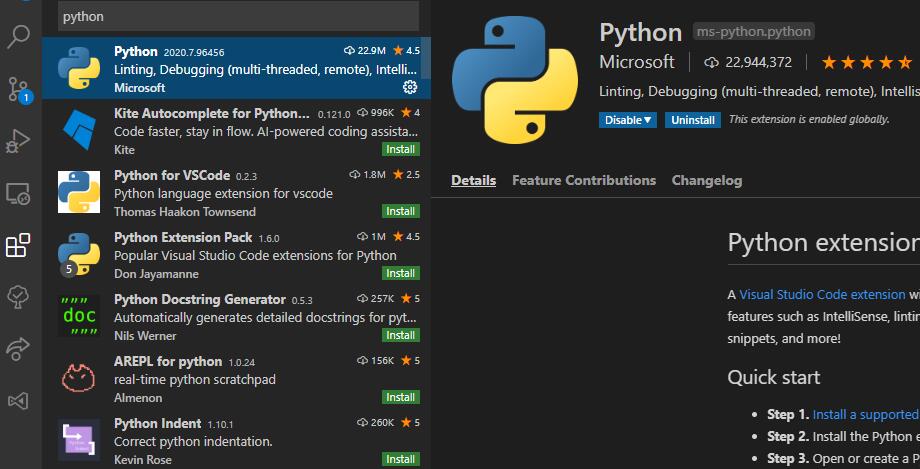 python
Python 2020.7.96456 22.9M 4.5
Linting, Debugging (multi-threaded, remote), Intelli...
Microsoft
Kite Autocomplete for Python... 0.121.0 996K 4
Code faster, stay in flow. AI-powered coding assista...
Kite Install
Python for VSCode 0.2.3 1.8M 2.5
Python language extension for vscode
Thomas Haakon Townsend Install
Python Extension Pack 1.6.0 1M 4.5
Popular Visual Studio Code extensions for Python
5
Don Jayamanne Install
"""
doc
"""
Python Docstring Generator 0.5.3 257K 5
Automatically generates detailed docstrings for pyt...
Nils Werner Install
AREPL for python 1.0.24 156K 5
real-time python scratchpad
Almenon Install
Python Indent 1.10.1 260K 5
Correct python indentation.
Kevin Rose Install
1
Python ms-python.python
Microsoft 22,944,372
Linting, Debugging (multi-threaded, remote), Intellis
Disable Uninstall This extension is enabled globally.
Details Feature Contributions Changelog
Python extension
A Visual Studio Code extension wi
features such as IntelliSense, lintin
snippets, and more!
Quick start
• Step 1. Install a supported
• Step 2. Install the Python e
• Step 3. Open or create a P